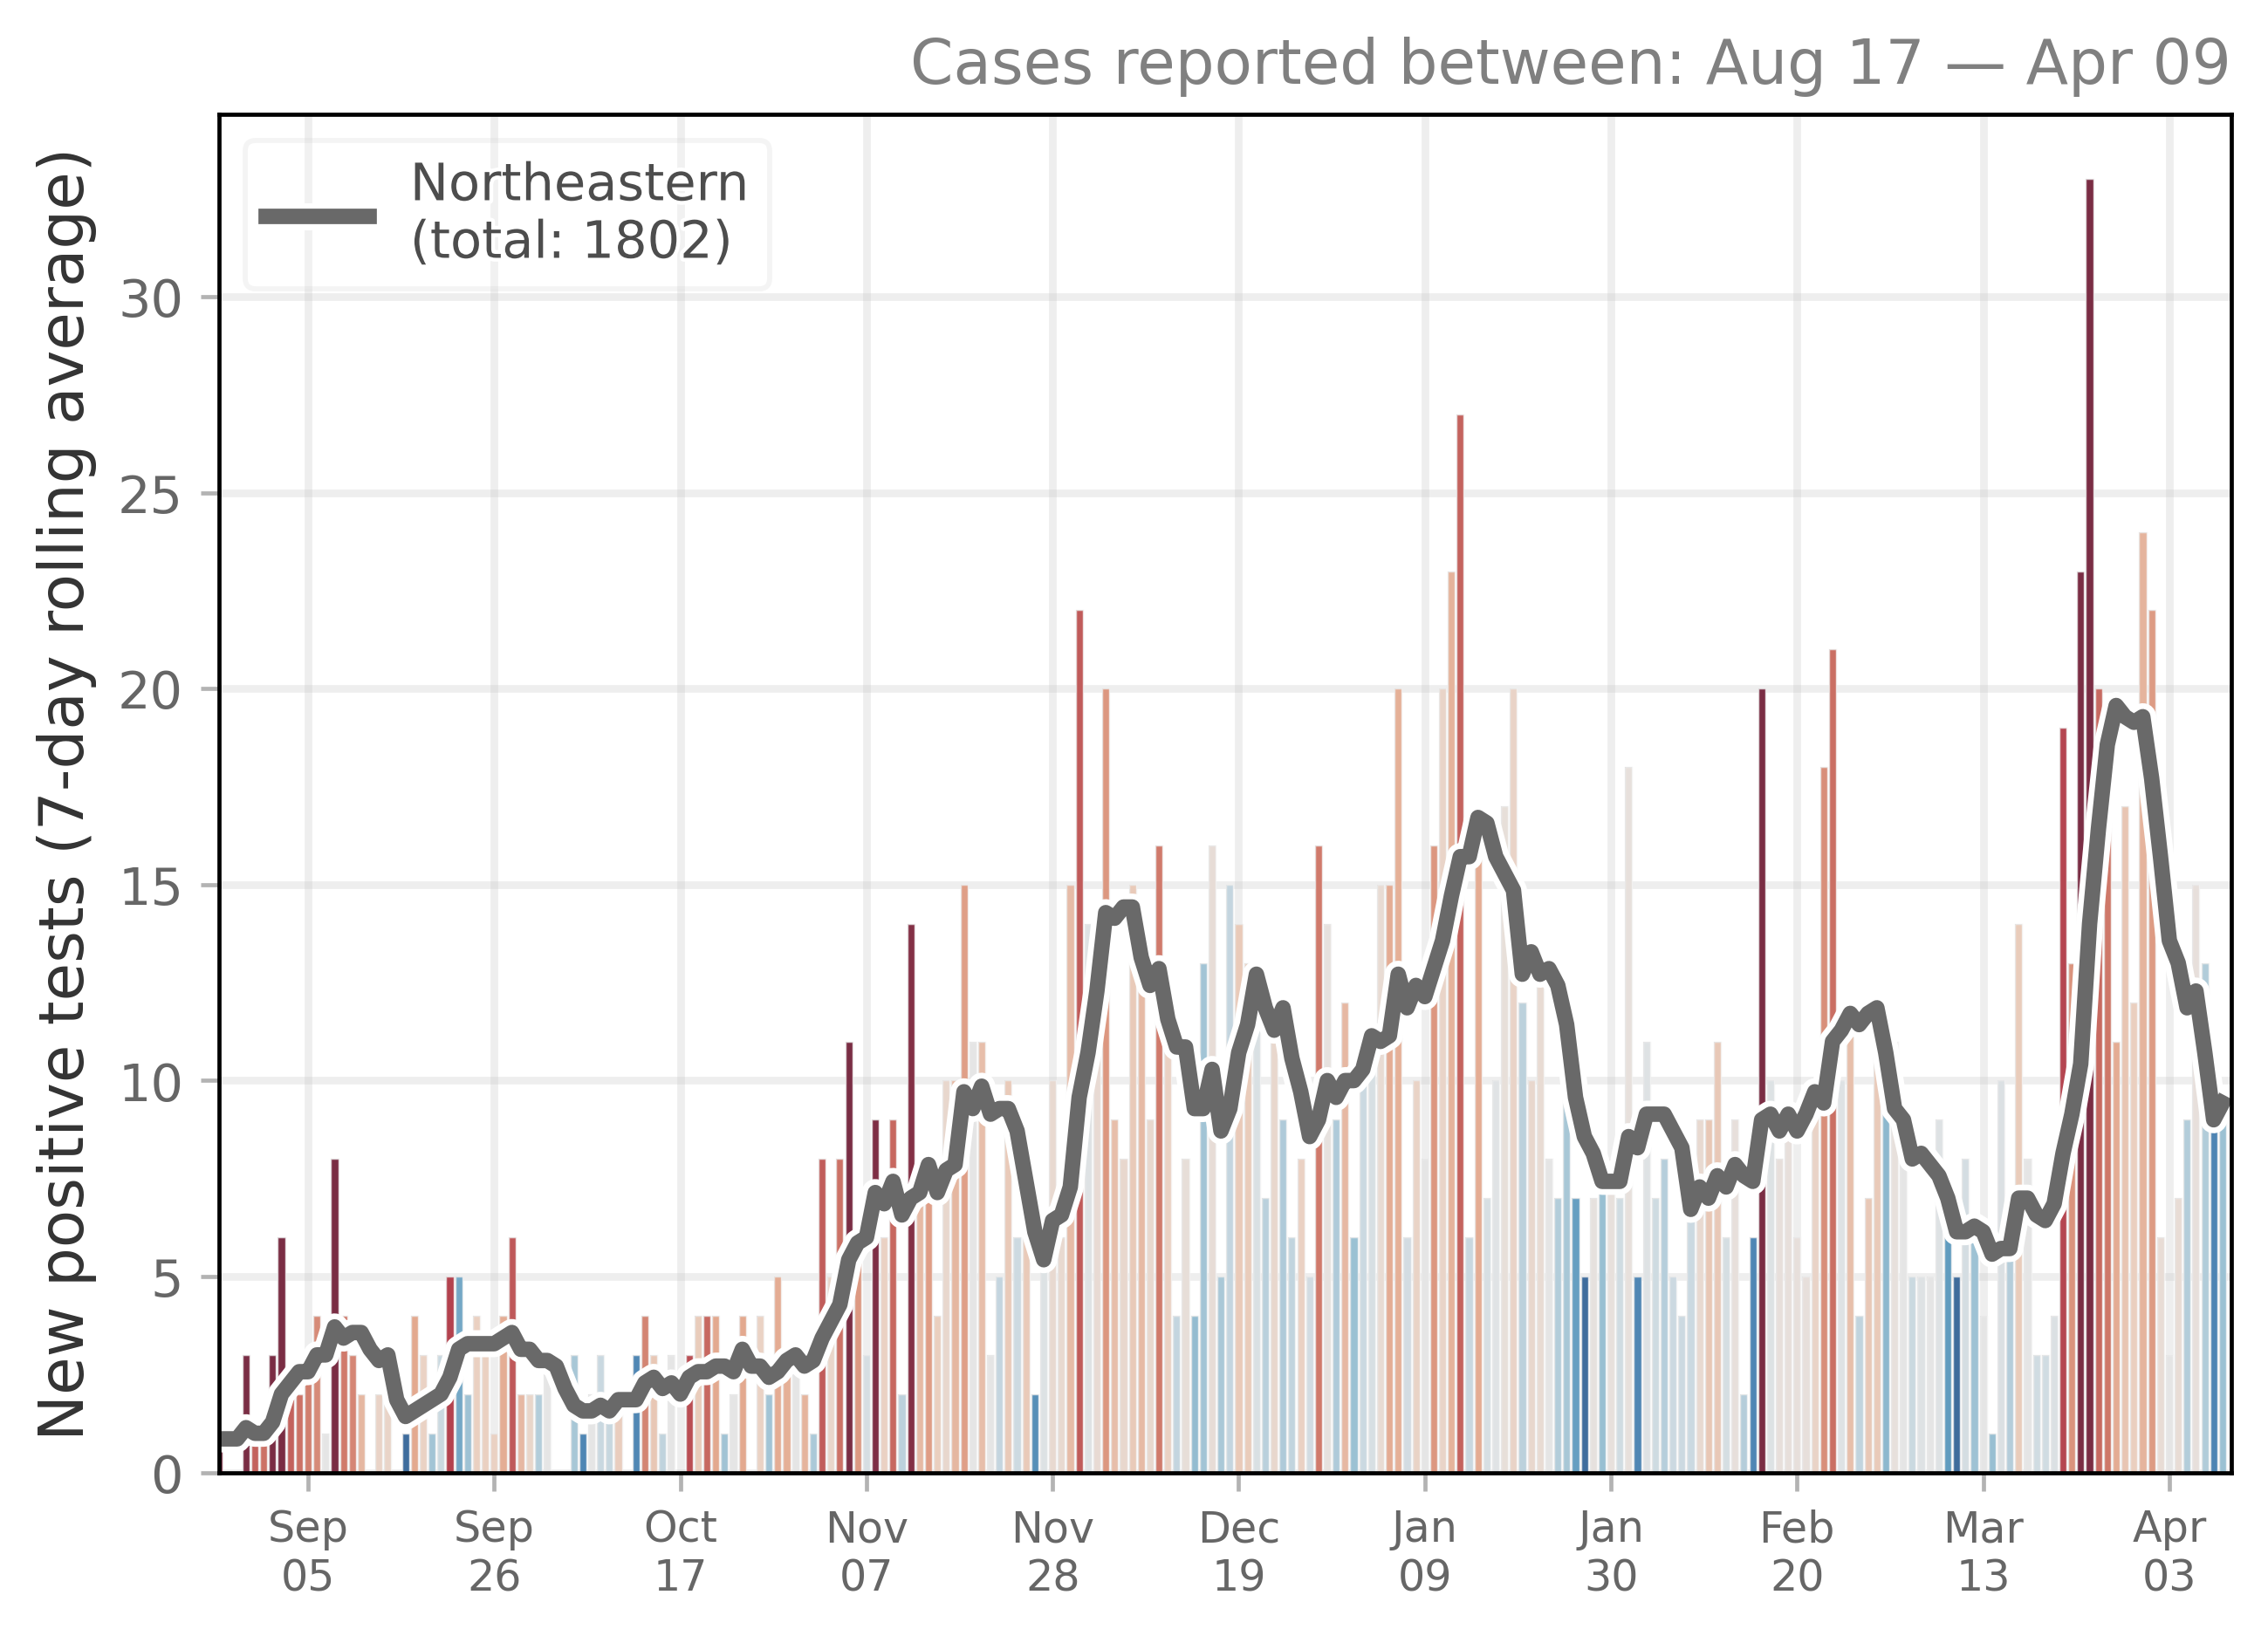 Cases reported between: Aug 17 — Apr 09
New positive tests (7-day rolling average)
Northeastern
(total: 1802)
30
25
20
15
10
5
0
Sep
05
Sep
26
Oct
17
Nov
07
Nov
28
Dec
19
Jan
09
Jan
30
Feb
20
Mar
13
Apr
03